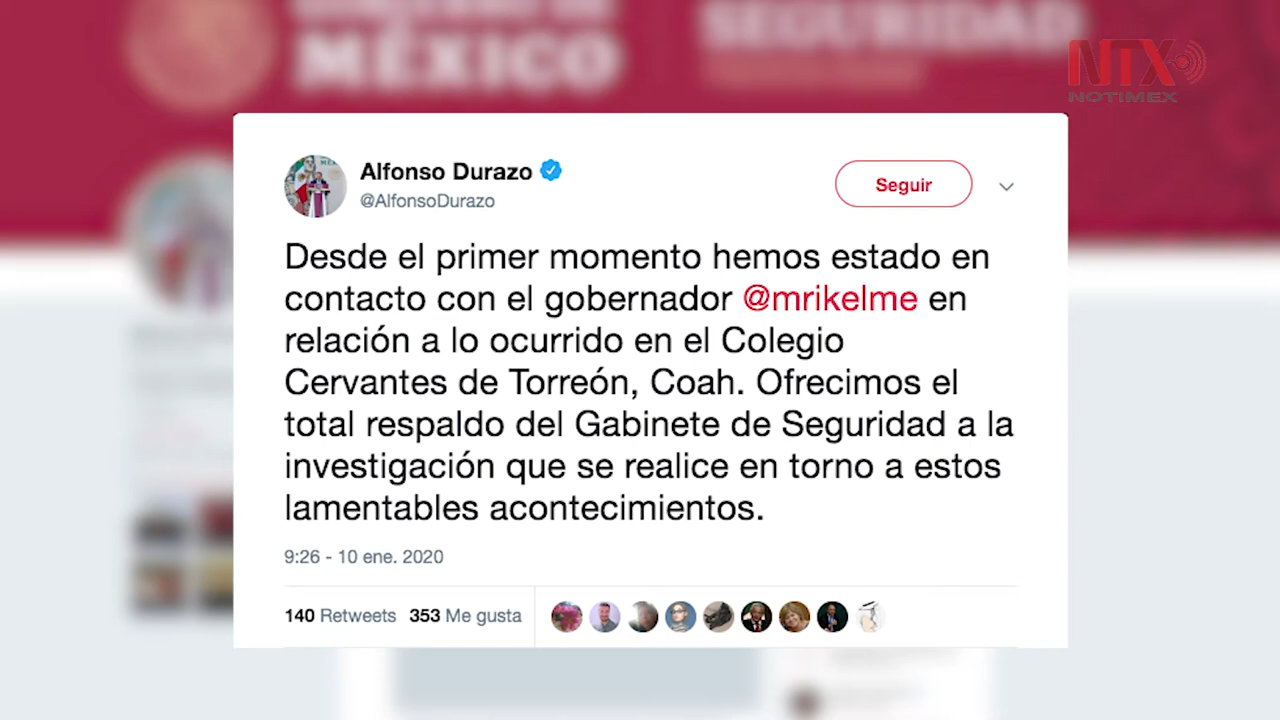 GOBIERNO DE
MÉXICO
SEGURIDAD
NTX
NOTIMEX
Alfonso Durazo
@AlfonsoDurazo
Seguir
Desde el primer momento hemos estado en
contacto con el gobernador @mrikelme en
relación a lo ocurrido en el Colegio
Cervantes de Torreón, Coah. Ofrecimos el
total respaldo del Gabinete de Seguridad a la
investigación que se realice en torno a estos
lamentables acontecimientos.
9:26 - 10 ene. 2020
140 Retweets 353 Me gusta